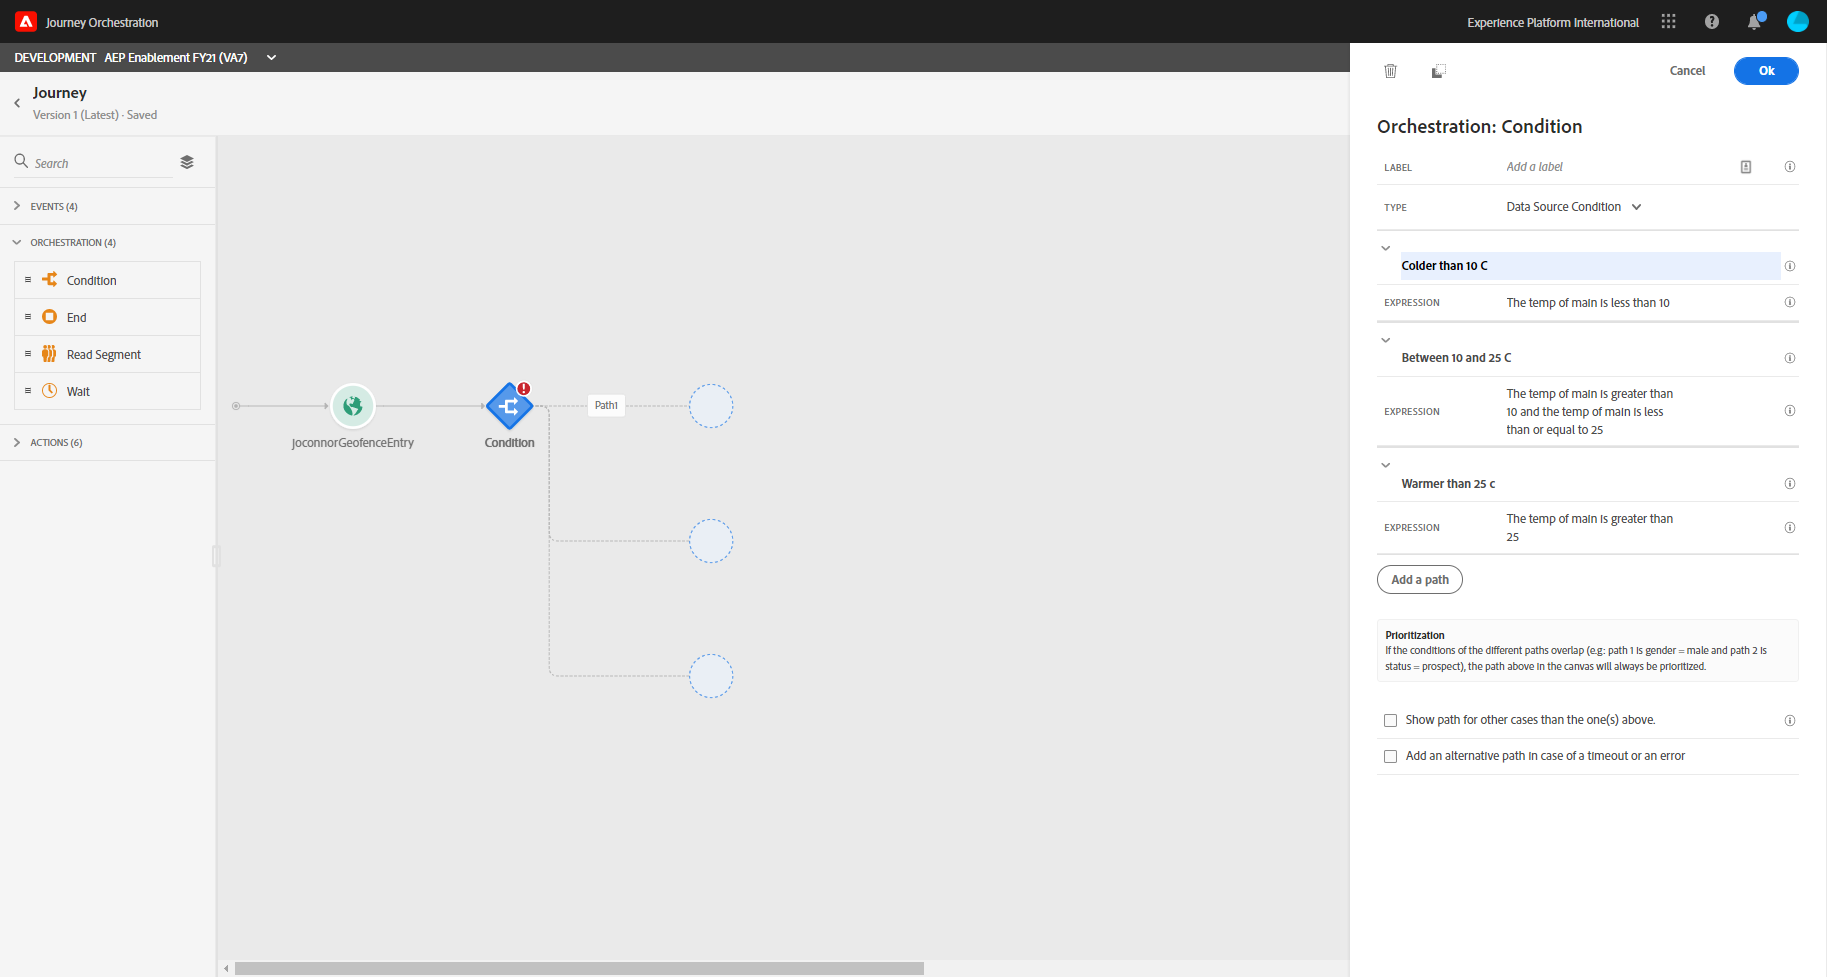 Journey Orchestration
Experience Platform International
DEVELOPMENT AEP Enablement FY21 (VA7)
Journey
Version 1 (Latest) · Saved
Search
EVENTS (4)
ORCHESTRATION (4)
Condition
End
Read Segment
Wait
ACTIONS (6)
JoconnorGeofenceEntry
Condition
Path1
Cancel
Ok
Orchestration: Condition
LABEL
Add a label
TYPE
Data Source Condition
Colder than 10 C
EXPRESSION
The temp of main is less than 10
Between 10 and 25 C
EXPRESSION
The temp of main is greater than
10 and the temp of main is less
than or equal to 25
Warmer than 25 c
EXPRESSION
The temp of main is greater than
25
Add a path
Prioritization
If the conditions of the different paths overlap (e.g: path 1 is gender = male and path 2 is
status = prospect), the path above in the canvas will always be prioritized.
Show path for other cases than the one(s) above.
Add an alternative path in case of a timeout or an error